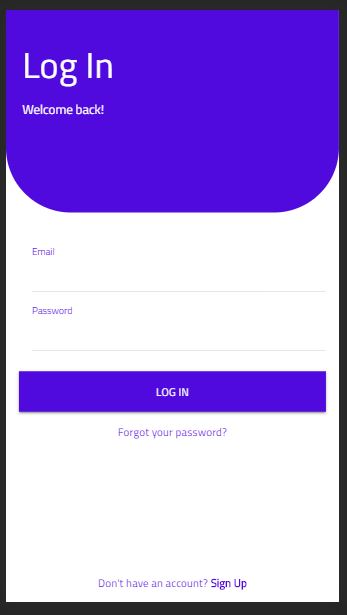 Log In
Welcome back!
Email
Password
LOG IN
Forgot your password?
Don't have an account? Sign Up